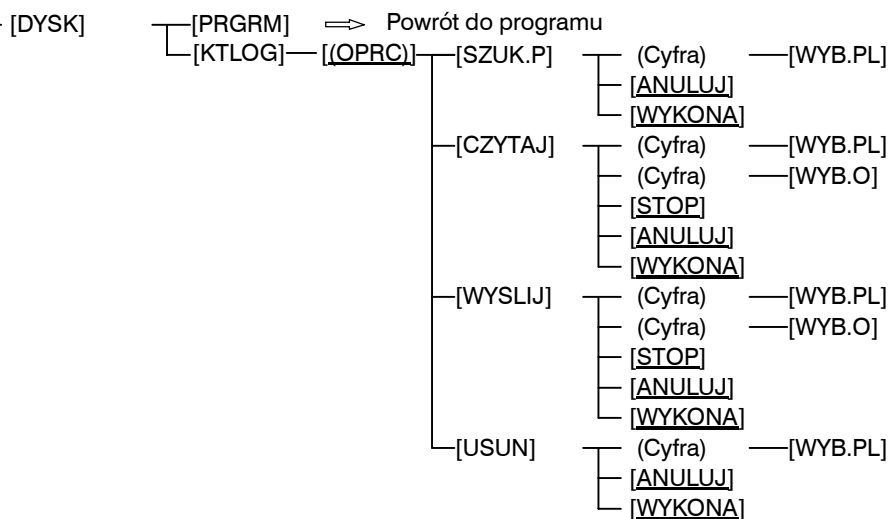 [DYSK] [PRGRM] Powrót do programu
[KTLOG] [(OPRC)] [SZUK.P] (Cyfra) [WYB.PL]
[ANULUJ]
[WYKONA]
[CZYTAJ] (Cyfra) [WYB.PL]
(Cyfra) [WYB.O]
[STOP]
[ANULUJ]
[WYKONA]
[WYSLIJ] (Cyfra) [WYB.PL]
(Cyfra) [WYB.O]
[STOP]
[ANULUJ]
[WYKONA]
[USUN] (Cyfra) [WYB.PL]
[ANULUJ]
[WYKONA]